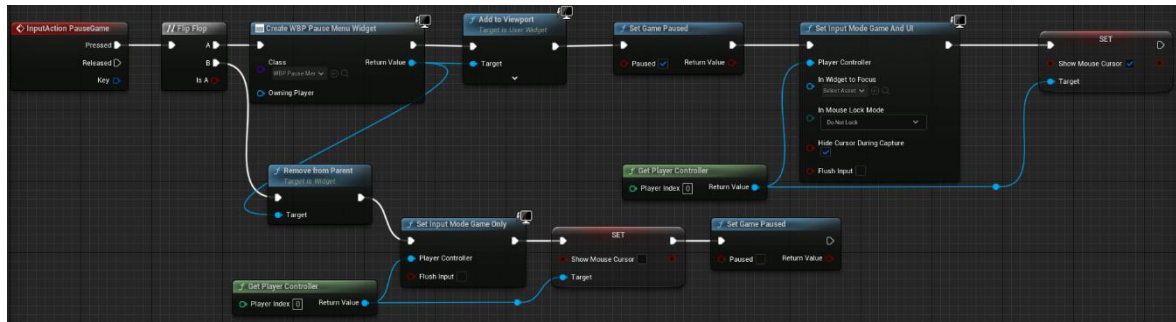 InputAction PauseGame
Pressed
Released
Key
Flip Flop
A
B
Is A
Create WBP Pause Menu Widget
Class
Return Value
WBP Pause Mer
Owning Player
Add to Viewport
Target is User Widget
Target
Set Game Paused
Paused
Return Value
Set Input Mode Game And UI
Player Controller
In Widget to Focus
Select Asset
In Mouse Lock Mode
Do Not Lock
Hide Cursor During Capture
Flush Input
SET
Show Mouse Cursor
Target
Get Player Controller
Player Index 0
Return Value
Remove from Parent
Target is Widget
Target
Set Input Mode Game Only
Player Controller
Flush Input
SET
Show Mouse Cursor
Target
Set Game Paused
Paused
Return Value
Get Player Controller
Player Index 0
Return Value